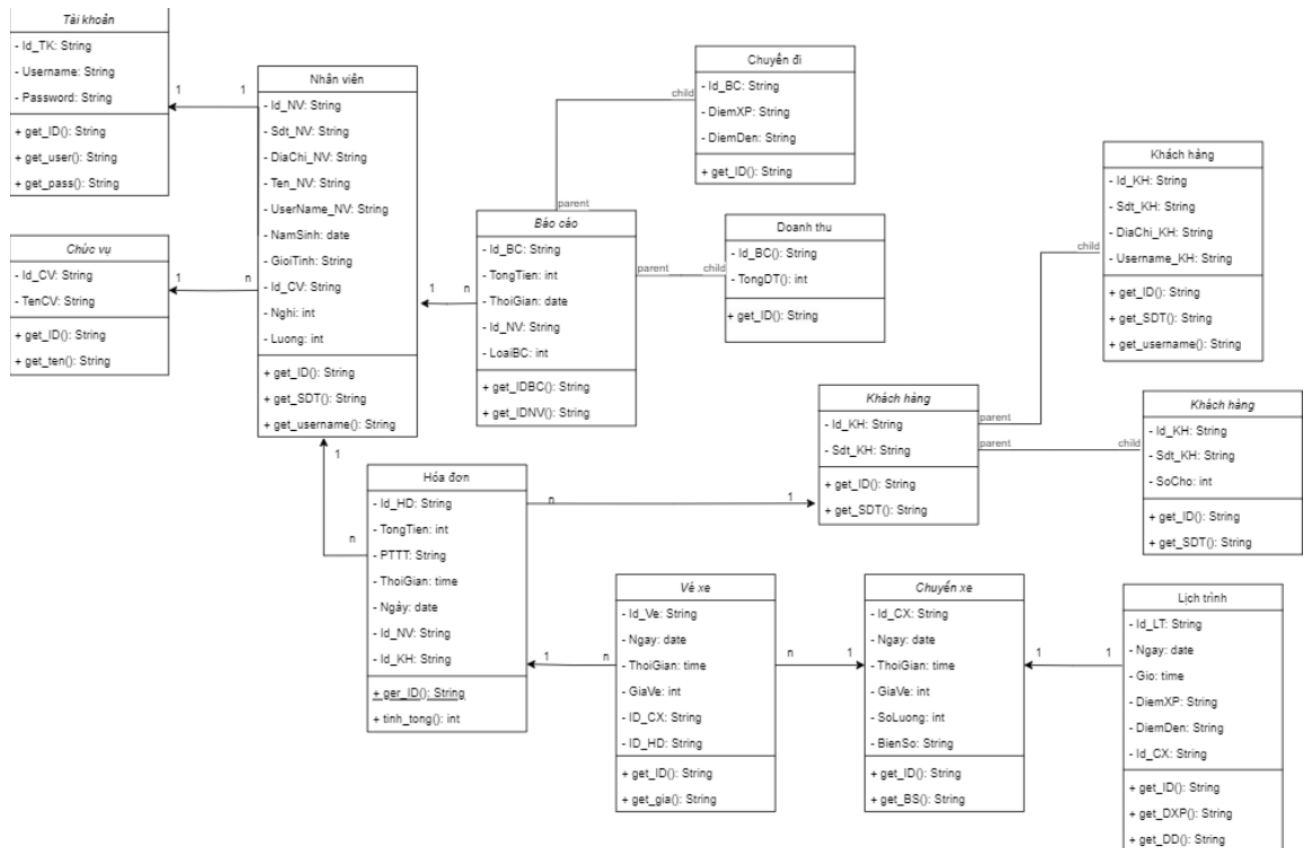 Tài khoản
- Id_TK: String
- Username: String
- Password: String
+ get_ID(): String
+ get_user(): String
+ get_pass(): String
1
1
Chức vụ
- Id_CV: String
- TenCV: String
+ get_ID(): String
+ get_ten(): String
1
n
Nhân viên
- Id_NV: String
- Sdt_NV: String
- DiaChi_NV: String
- Ten_NV: String
- UserName_NV: String
- NamSinh: date
- GioiTinh: String
- Id_CV: String
- Nghi: int
- Luong: int
+ get_ID(): String
+ get_SDT(): String
+ get_username(): String
1
n
1
n
Báo cáo
- Id_BC: String
- TongTien: int
- ThoiGian: date
- Id_NV: String
- LoaiBC: int
+ get_IDBC(): String
+ get_IDNV(): String
parent
child
parent
child
Chuyến đi
- Id_BC: String
- DiemXP: String
- DiemDen: String
+ get_ID(): String
Doanh thu
- Id_BC(): String
- TongDT(): int
+ get_ID(): String
Khách hàng
- Id_KH: String
- Sdt_KH: String
- DiaChi_KH: String
- Username_KH: String
+ get_ID(): String
+ get_SDT(): String
+ get_username(): String
child
Khách hàng
- Id_KH: String
- Sdt_KH: String
+ get_ID(): String
+ get_SDT(): String
parent
parent
child
Khách hàng
- Id_KH: String
- Sdt_KH: String
- SoCho: int
+ get_ID(): String
+ get_SDT(): String
Hóa đơn
- Id_HD: String
- TongTien: int
- PTTT: String
- ThoiGian: time
- Ngày: date
- Id_NV: String
- Id_KH: String
+ ger_ID(): String
+ tinh_tong(): int
n
1
1
n
Vé xe
- Id_Ve: String
- Ngay: date
- ThoiGian: time
- GiaVe: int
- ID_CX: String
- ID_HD: String
+ get_ID(): String
+ get_gia(): String
n
1
Chuyến xe
- Id_CX: String
- Ngay: date
- ThoiGian: time
- GiaVe: int
- SoLuong: int
- BienSo: String
+ get_ID(): String
+ get_BS(): String
1
1
Lịch trình
- Id_LT: String
- Ngay: date
- Gio: time
- DiemXP: String
- DiemDen: String
- Id_CX: String
+ get_ID(): String
+ get_DXP(): String
+ get_DD(): String